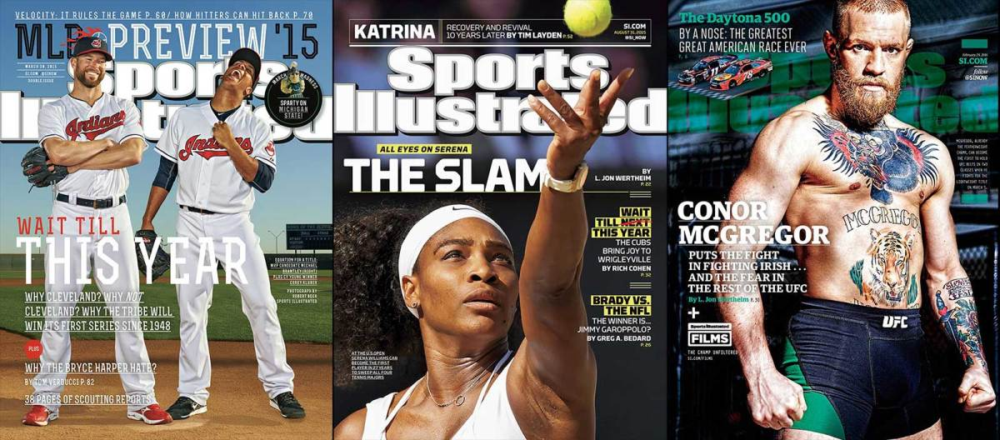 VELOCITY: IT RULES THE GAME P. 60/ HOW HITTERS CAN HIT BACK P. 70
MLB PREVIEW '15
MARCH 30, 2015
SI.COM @SINOW
DOUBLE ISSUE
Sports
Illustrated
MARCH MADNESS
SPARTY ON
MICHIGAN
STATE!
Indians
Indians
WAIT TILL
THIS YEAR
WHY CLEVELAND? WHY NOT
CLEVELAND? WHY THE TRIBE WILL
WIN ITS FIRST SERIES SINCE 1948
EQUATION FOR A TITLE:
MVP CANDIDATE MICHAEL
BRANTLEY (RIGHT)
PLUS CY YOUNG WINNER
COREY KLUBER
PHOTOGRAPH BY
ROBERT BECK
SPORTS ILLUSTRATED
PLUS
WHY THE BRYCE HARPER HATE?
BY TOM VERDUCCI P. 82
38 PAGES OF SCOUTING REPORTS
KATRINA
RECOVERY AND REVIVAL
10 YEARS LATER BY TIM LAYDEN P. 52
SI.COM
AUGUST 31, 2015
@SI_NOW
Sports
Illustrated
ALL EYES ON SERENA
THE SLAM
BY
L. JON WERTHEIM
P. 22
WAIT
TILL NEXT
THIS YEAR
THE CUBS
BRING JOY TO
WRIGLEYVILLE
BY RICH COHEN
P. 32
BRADY VS.
THE NFL
THE WINNER IS...
JIMMY GAROPPOLO?
BY GREG A. BEDARD
P. 26
AT THE U.S. OPEN
SERENA WILLIAMS CAN
BECOME THE FIRST
PLAYER IN 27 YEARS
TO SWEEP ALL FOUR
TENNIS MAJORS
The Daytona 500
BY A NOSE: THE GREATEST
GREAT AMERICAN RACE EVER
11
78
SI.COM
follow
@SINOW
Sports
Illustrated
MCGREGOR, ALREADY
THE FEATHERWEIGHT
CHAMP, CAN BECOME
THE FIRST TO HOLD
UFC BELTS IN TWO
CLASSES WHEN HE
FIGHTS FOR THE
LIGHTWEIGHT TITLE
ON MARCH 5
MCGREGOR
CONOR
MCGREGOR
PUTS THE FIGHT
IN FIGHTING IRISH . . .
AND THE FEAR IN
THE REST OF THE UFC
By L. Jon Wertheim
+
Sports Illustrated
FILMS
THE CHAMP UNFILTERED
SI.COM/FILMS
UFC